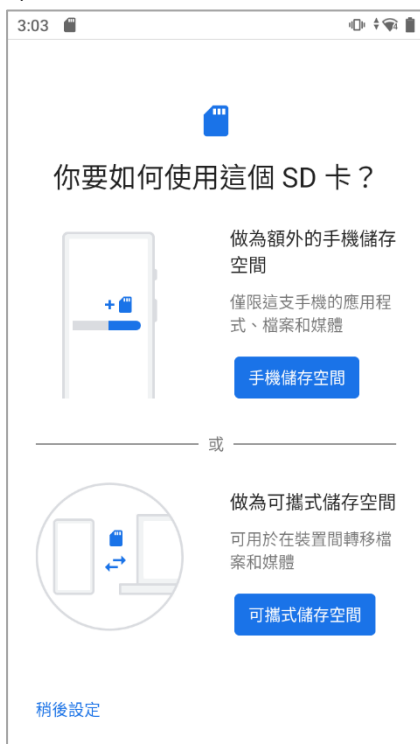 3:03
你要如何使用這個 SD 卡？
做為額外的手機儲存
空間
僅限這支手機的應用程
式、檔案和媒體
手機儲存空間
或
做為可攜式儲存空間
可用於在裝置間轉移檔
案和媒體
可攜式儲存空間
稍後設定